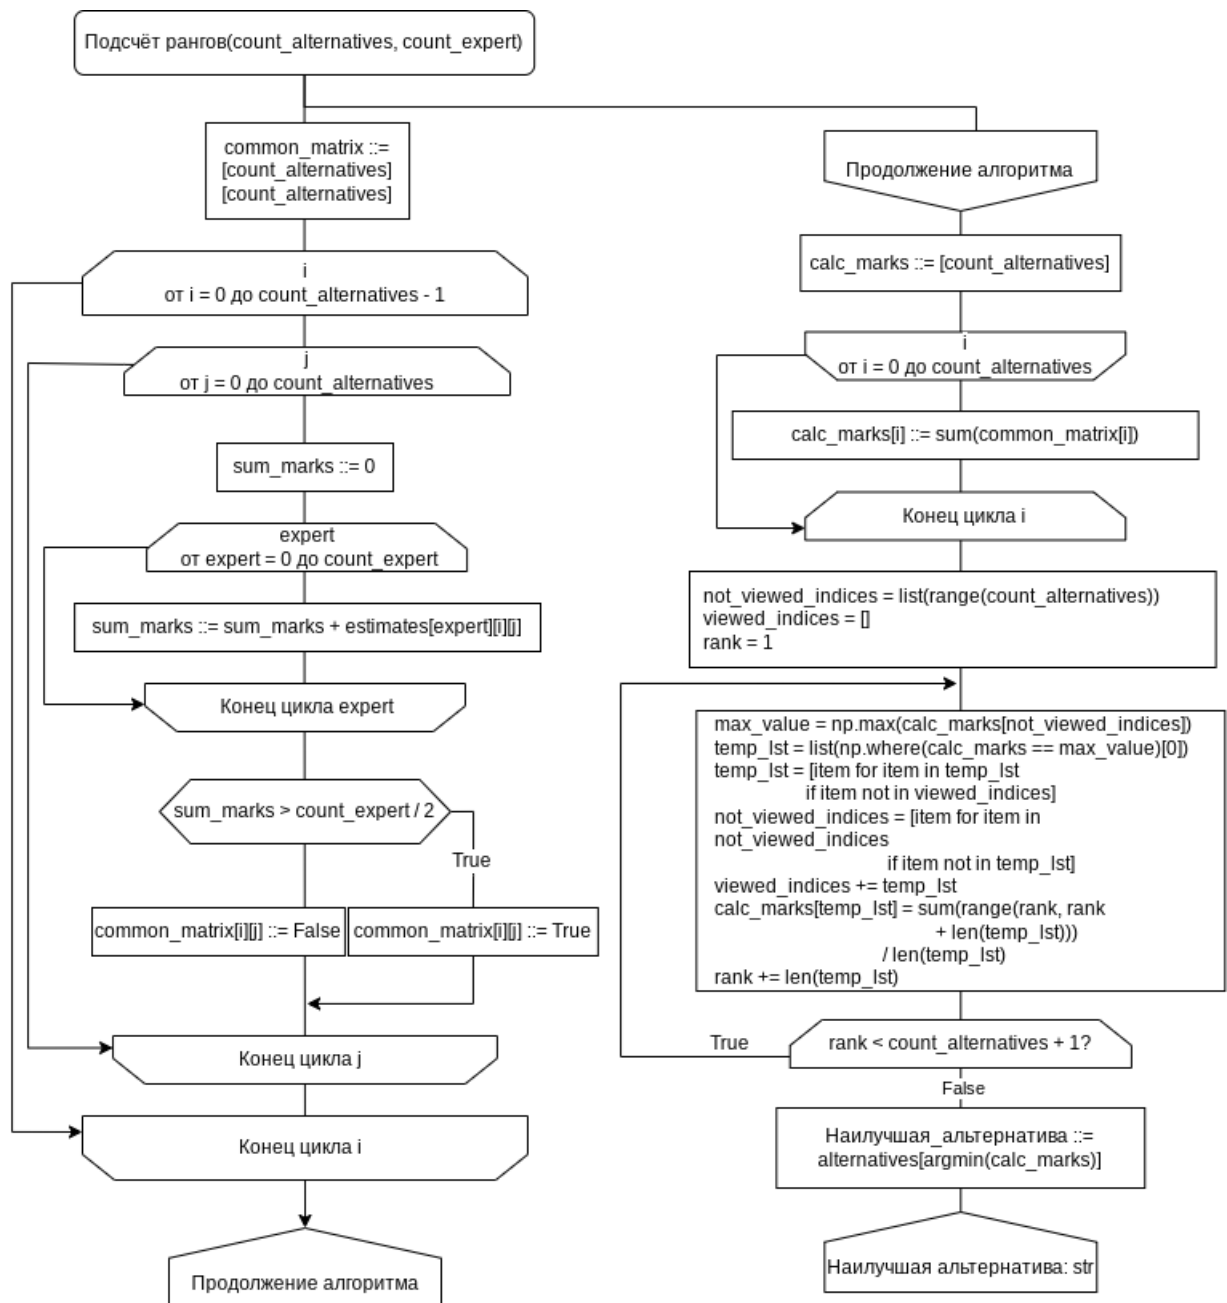 Подсчёт рангов(count_alternatives, count_expert)
common_matrix ::=
[count_alternatives]
[count_alternatives]
i
от i = 0 до count_alternatives - 1
j
от j = 0 до count_alternatives
sum_marks ::= 0
expert
от expert = 0 до count_expert
sum_marks ::= sum_marks + estimates[expert][i][j]
Конец цикла expert
sum_marks > count_expert / 2
True
common_matrix[i][j] ::= False
common_matrix[i][j] ::= True
Конец цикла j
Конец цикла i
Продолжение алгоритма
Продолжение алгоритма
calc_marks ::= [count_alternatives]
i
от i = 0 до count_alternatives
calc_marks[i] ::= sum(common_matrix[i])
Конец цикла i
not_viewed_indices = list(range(count_alternatives))
viewed_indices = []
rank = 1
max_value = np.max(calc_marks[not_viewed_indices])
temp_lst = list(np.where(calc_marks == max_value)[0])
temp_lst = [item for item in temp_lst
if item not in viewed_indices]
not_viewed_indices = [item for item in
not_viewed_indices
if item not in temp_lst]
viewed_indices += temp_lst
calc_marks[temp_lst] = sum(range(rank, rank
+ len(temp_lst)))
/ len(temp_lst)
rank += len(temp_lst)
True
rank < count_alternatives + 1?
False
Наилучшая_альтернатива ::=
alternatives[argmin(calc_marks)]
Наилучшая альтернатива: str